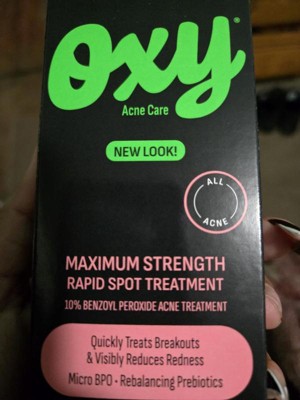 Oxy®
Acne Care
NEW LOOK!
ALL
ACNE
MAXIMUM STRENGTH
RAPID SPOT TREATMENT
10% BENZOYL PEROXIDE ACNE TREATMENT
Quickly Treats Breakouts
& Visibly Reduces Redness
Micro BPO • Rebalancing Prebiotics